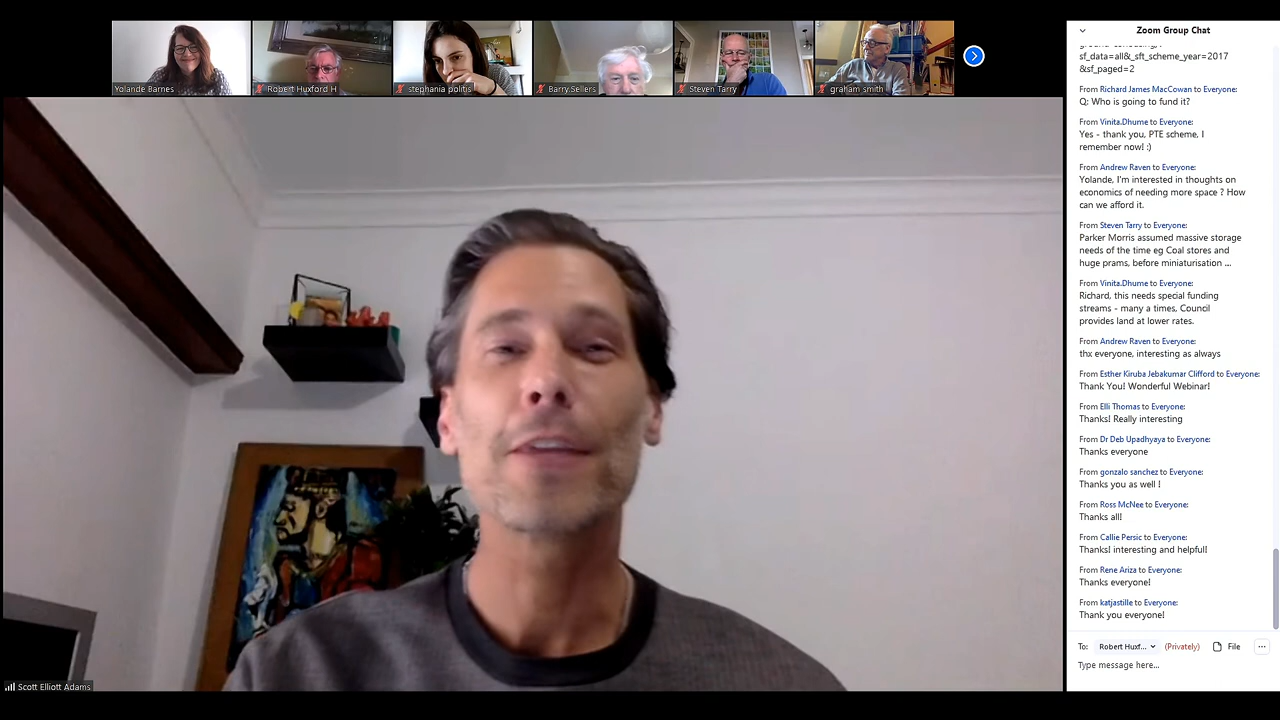 Yolande Barnes
Robert Huxford H
stephania politis
Barry.Sellers
Steven Tarry
graham smith
Scott Elliott Adams
Zoom Group Chat
sf_data=all&_sft_scheme_year=2017
&sf_paged=2
From Richard James MacCowan to Everyone:
Q: Who is going to fund it?
From Vinita.Dhume to Everyone:
Yes - thank you, PTE scheme, I
remember now! :)
From Andrew Raven to Everyone:
Yolande, I'm interested in thoughts on
economics of needing more space ? How
can we afford it.
From Steven Tarry to Everyone:
Parker Morris assumed massive storage
needs of the time eg Coal stores and
huge prams, before miniaturisation ...
From Vinita.Dhume to Everyone:
Richard, this needs special funding
streams - many a times, Council
provides land at lower rates.
From Andrew Raven to Everyone:
thx everyone, interesting as always
From Esther Kiruba Jebakumar Clifford to Everyone:
Thank You! Wonderful Webinar!
From Elli Thomas to Everyone:
Thanks! Really interesting
From Dr Deb Upadhyaya to Everyone:
Thanks everyone
From gonzalo sanchez to Everyone:
Thanks you as well !
From Ross McNee to Everyone:
Thanks all!
From Callie Persic to Everyone:
Thanks! interesting and helpful!
From Rene Ariza to Everyone:
Thanks everyone!
From katjastille to Everyone:
Thank you everyone!
To: Robert Huxf... (Privately) File
Type message here...